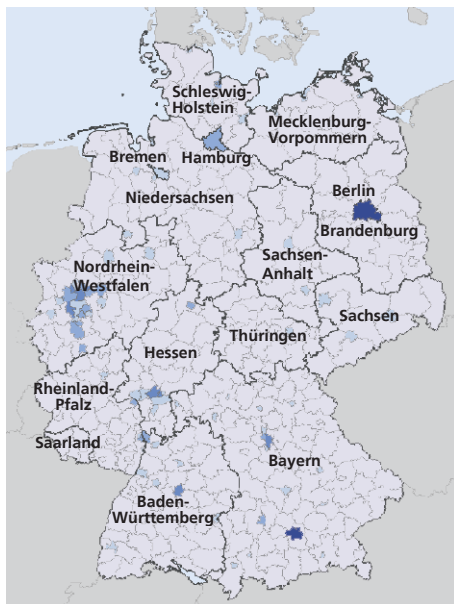 Schleswig-
Holstein
Mecklenburg-
Vorpommern
Bremen
Hamburg
Niedersachsen
Berlin
Brandenburg
Sachsen-
Anhalt
Nordrhein-
Westfalen
Sachsen
Thüringen
Hessen
Rheinland-
Pfalz
Saarland
Bayern
Baden-
Württemberg